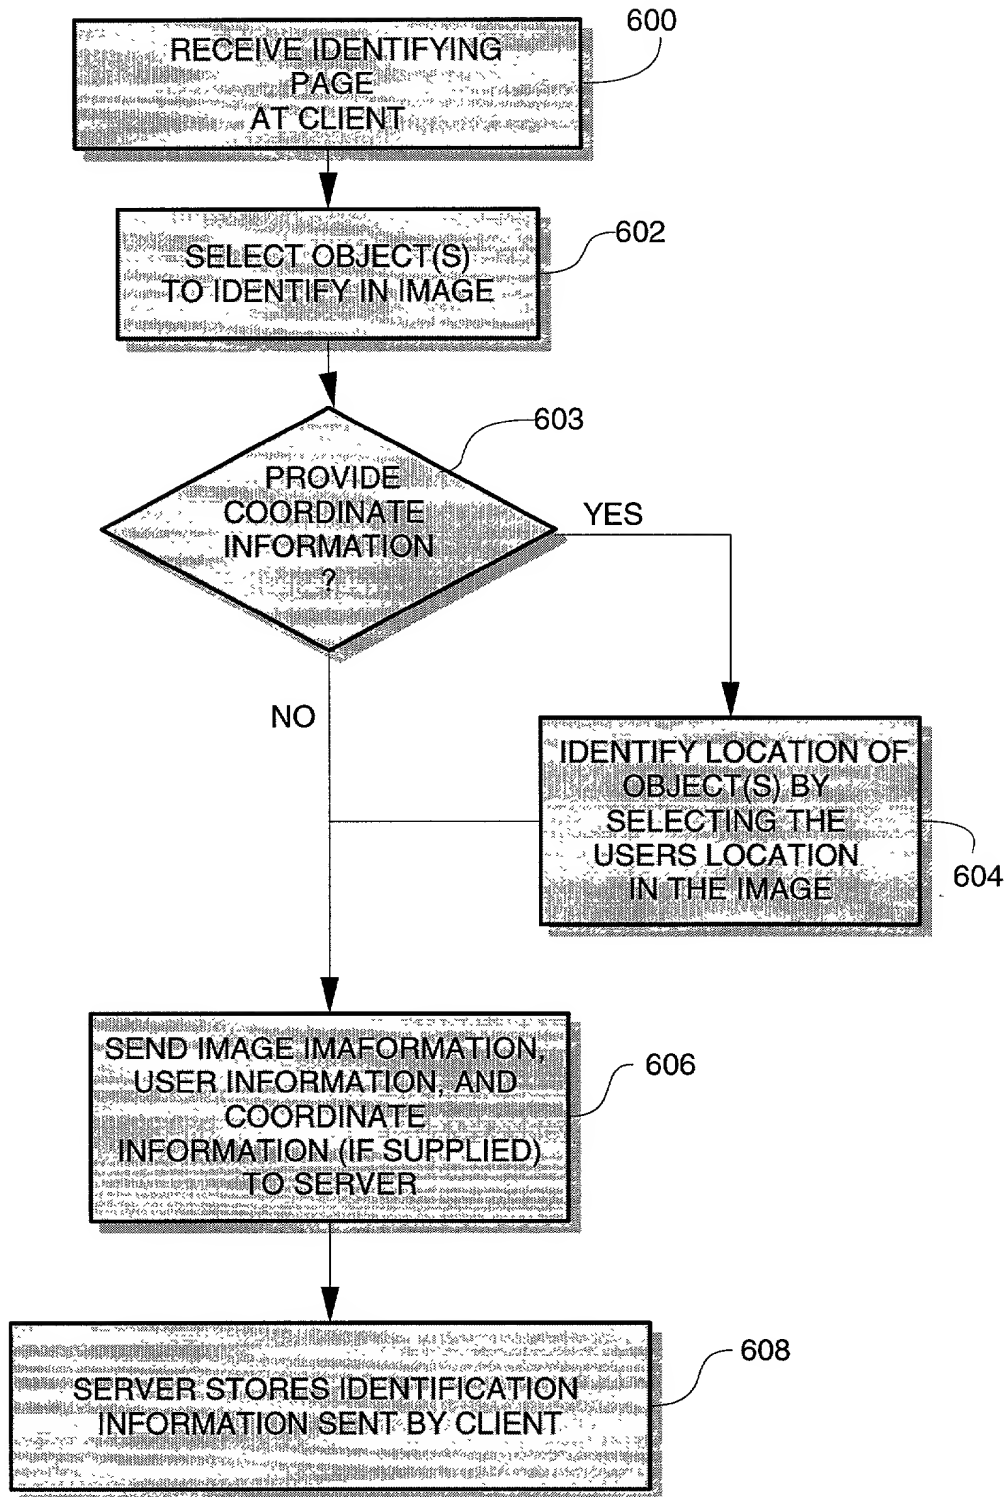 600
RECEIVE IDENTIFYING
PAGE
AT CLIENT
602
SELECT OBJECT(S)
TO IDENTIFY IN IMAGE
603
PROVIDE
COORDINATE
INFORMATION
?
YES
NO
IDENTIFY LOCATION OF
OBJECT(S) BY
SELECTING THE
USERS LOCATION
IN THE IMAGE
604
SEND IMAGE IMAFORMATION,
USER INFORMATION, AND
COORDINATE
INFORMATION (IF SUPPLIED)
TO SERVER
606
SERVER STORES IDENTIFICATION
INFORMATION SENT BY CLIENT
608